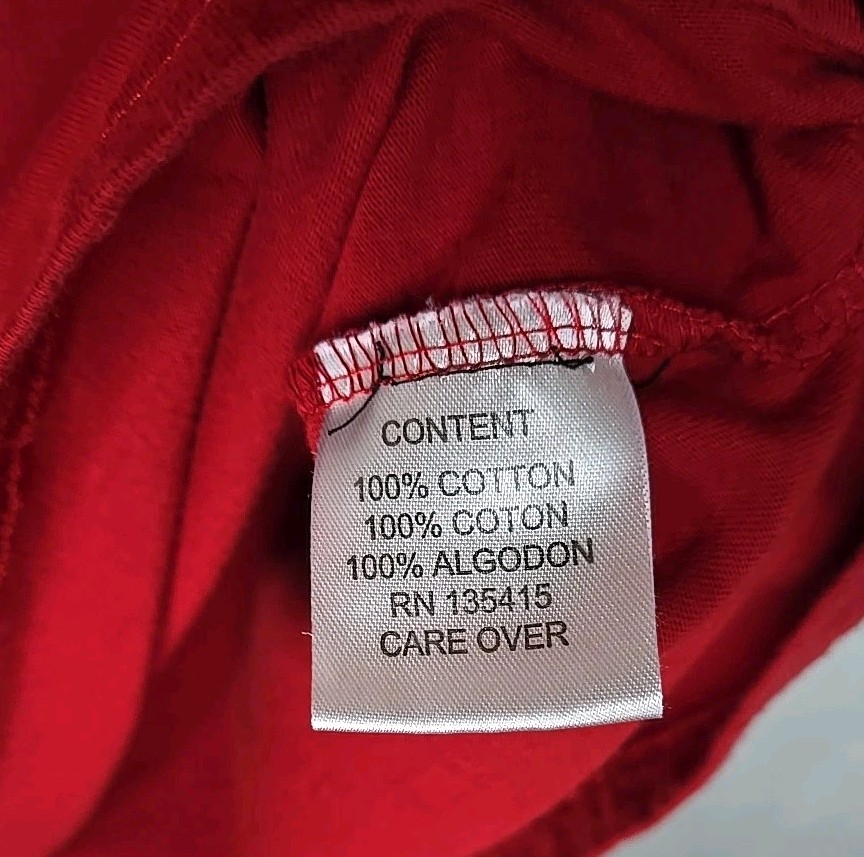 CONTENT
100% COTTON
100% COTON
100% ALGODON
RN 135415
CARE OVER